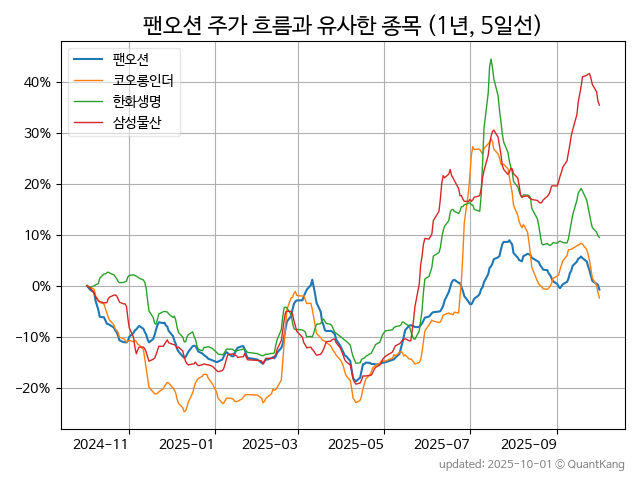 팬오션 주가 흐름과 유사한 종목 (1년, 5일선)
팬오션
코오롱인더
한화생명
삼성물산
40%
30%
20%
10%
0%
−10%
−20%
2024-11
2025-01
2025-03
2025-05
2025-07
2025-09
updated: 2025-10-01 © QuantKang